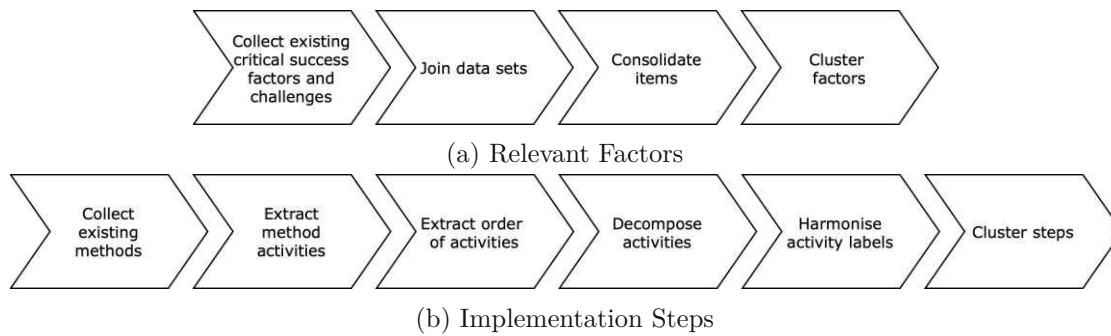 Collect existing
critical success
factors and
challenges
Join data sets
Consolidate
items
Cluster
factors
(a) Relevant Factors
Collect
existing
methods
Extract
method
activities
Extract order
of activities
Decompose
activities
Harmonise
activity labels
Cluster steps
(b) Implementation Steps